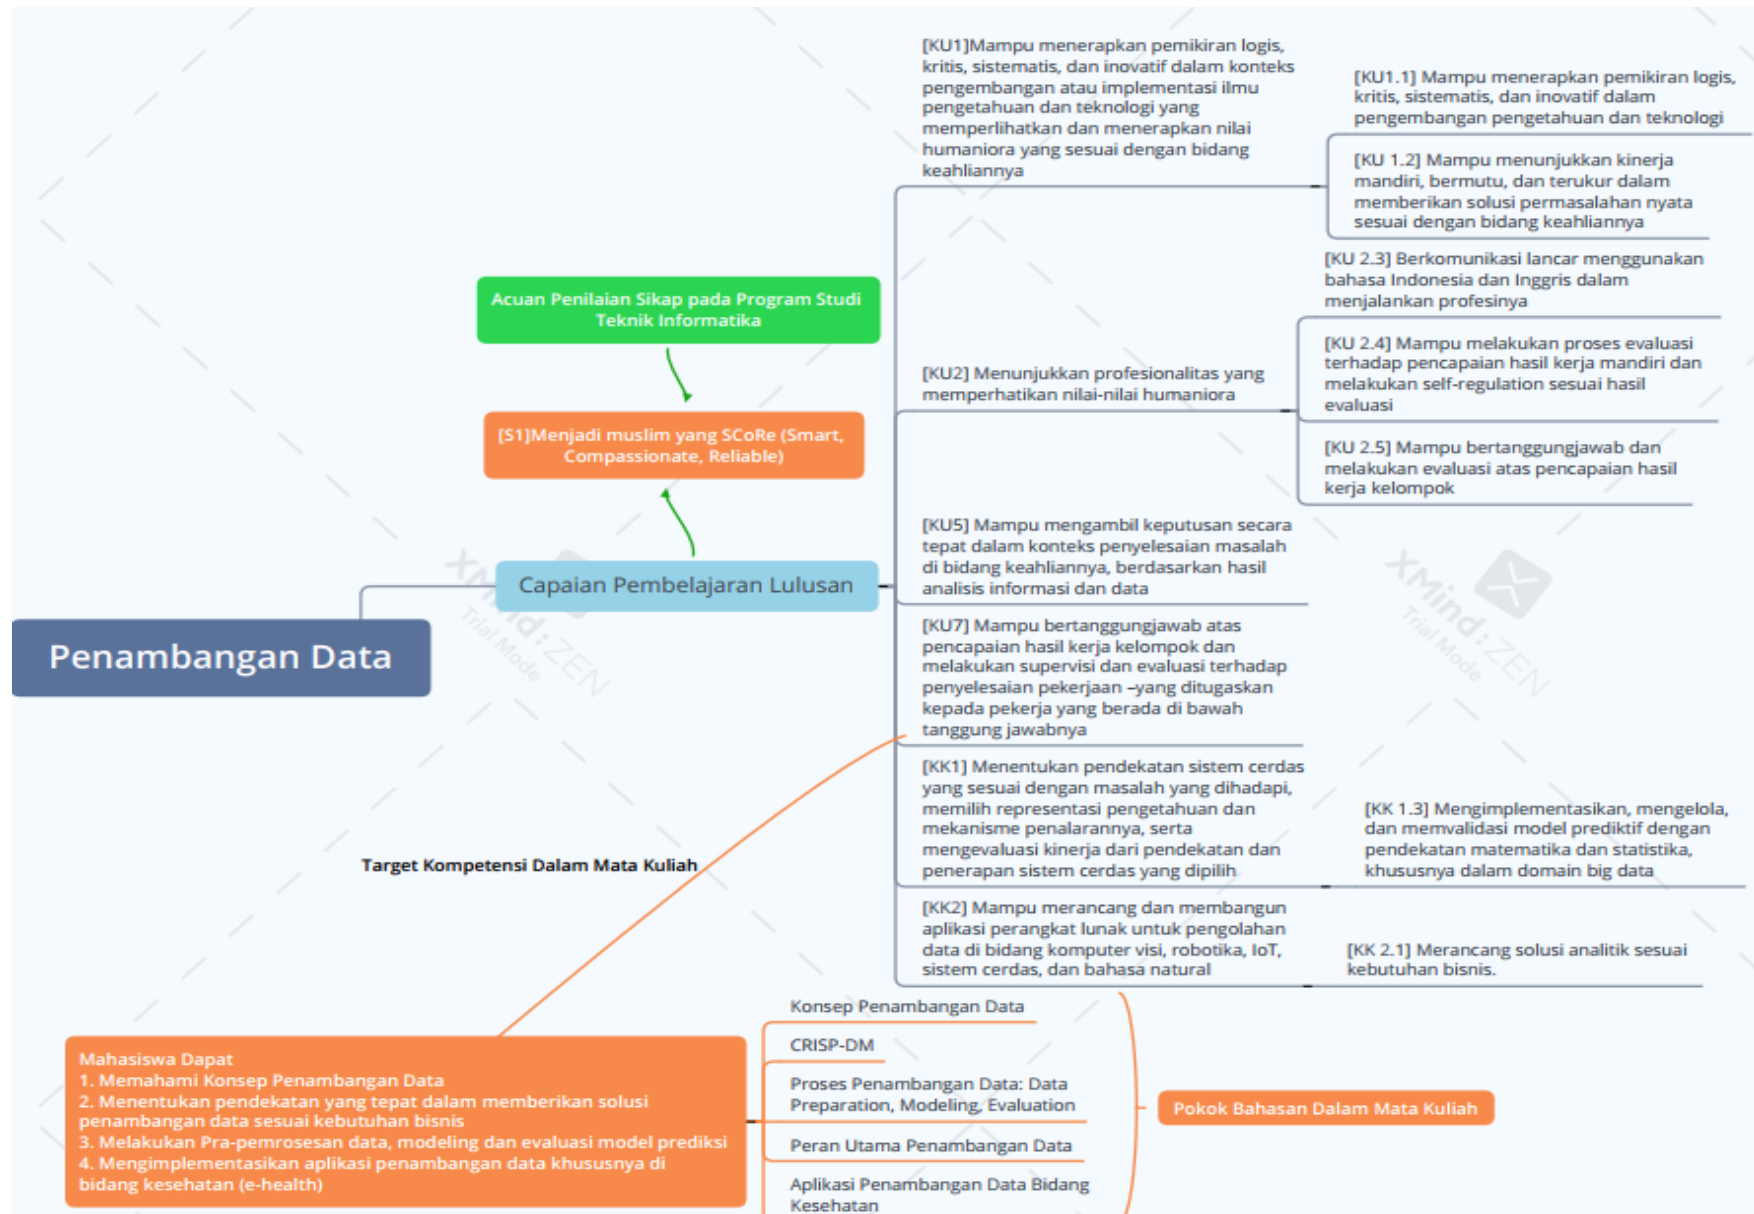 [KU1]Mampu menerapkan pemikiran logis,
kritis, sistematis, dan inovatif dalam konteks
pengembangan atau implementasi ilmu
pengetahuan dan teknologi yang
memperlihatkan dan menerapkan nilai
humaniora yang sesuai dengan bidang
keahliannya
[KU1.1] Mampu menerapkan pemikiran logis,
kritis, sistematis, dan inovatif dalam
pengembangan pengetahuan dan teknologi
[KU 1.2] Mampu menunjukkan kinerja
mandiri, bermutu, dan terukur dalam
memberikan solusi permasalahan nyata
sesuai dengan bidang keahliannya
Acuan Penilaian Sikap pada Program Studi
Teknik Informatika
[S1]Menjadi muslim yang SCoRe (Smart,
Compassionate, Reliable)
[KU2] Menunjukkan profesionalitas yang
memperhatikan nilai-nilai humaniora
[KU 2.3] Berkomunikasi lancar menggunakan
bahasa Indonesia dan Inggris dalam
menjalankan profesinya
[KU 2.4] Mampu melakukan proses evaluasi
terhadap pencapaian hasil kerja mandiri dan
melakukan self-regulation sesuai hasil
evaluasi
[KU 2.5] Mampu bertanggungjawab dan
melakukan evaluasi atas pencapaian hasil
kerja kelompok
Penambangan Data
Capaian Pembelajaran Lulusan
[KU5] Mampu mengambil keputusan secara
tepat dalam konteks penyelesaian masalah
di bidang keahliannya, berdasarkan hasil
analisis informasi dan data
[KU7] Mampu bertanggungjawab atas
pencapaian hasil kerja kelompok dan
melakukan supervisi dan evaluasi terhadap
penyelesaian pekerjaan –yang ditugaskan
kepada pekerja yang berada di bawah
tanggung jawabnya
[KK1] Menentukan pendekatan sistem cerdas
yang sesuai dengan masalah yang dihadapi,
memilih representasi pengetahuan dan
mekanisme penalarannya, serta
mengevaluasi kinerja dari pendekatan dan
penerapan sistem cerdas yang dipilih
[KK 1.3] Mengimplementasikan, mengelola,
dan memvalidasi model prediktif dengan
pendekatan matematika dan statistika,
khususnya dalam domain big data
[KK2] Mampu merancang dan membangun
aplikasi perangkat lunak untuk pengolahan
data di bidang komputer visi, robotika, IoT,
sistem cerdas, dan bahasa natural
[KK 2.1] Merancang solusi analitik sesuai
kebutuhan bisnis.
Target Kompetensi Dalam Mata Kuliah
Mahasiswa Dapat
1. Memahami Konsep Penambangan Data
2. Menentukan pendekatan yang tepat dalam memberikan solusi
penambangan data sesuai kebutuhan bisnis
3. Melakukan Pra-pemrosesan data, modeling dan evaluasi model prediksi
4. Mengimplementasikan aplikasi penambangan data khususnya di
bidang kesehatan (e-health)
Konsep Penambangan Data
CRISP-DM
Proses Penambangan Data: Data
Preparation, Modeling, Evaluation
Peran Utama Penambangan Data
Aplikasi Penambangan Data Bidang
Kesehatan
Pokok Bahasan Dalam Mata Kuliah
XMind:ZEN
Trial Mode
XMind:ZEN
Trial Mode